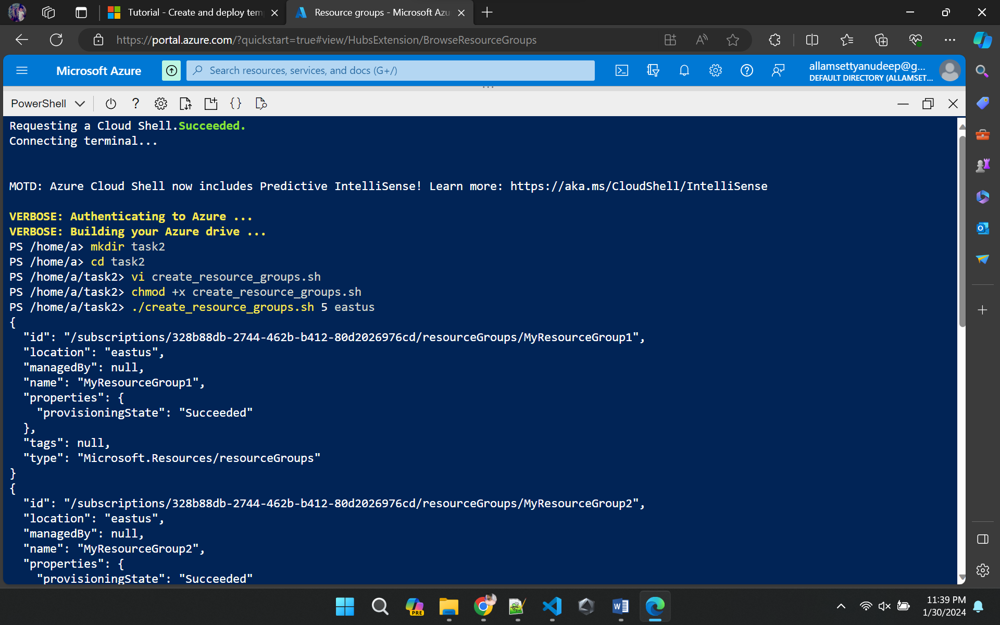 Tutorial - Create and deploy tem
Resource groups - Microsoft Azu
https://portal.azure.com/?quickstart=true#view/HubsExtension/BrowseResourceGroups
Microsoft Azure
Search resources, services, and docs (G+/)
allamsettyanudeep@g...
DEFAULT DIRECTORY (ALLAMSET...
PowerShell
Requesting a Cloud Shell.Succeeded.
Connecting terminal...
MOTD: Azure Cloud Shell now includes Predictive IntelliSense! Learn more: https://aka.ms/CloudShell/IntelliSense
VERBOSE: Authenticating to Azure ...
VERBOSE: Building your Azure drive ...
PS /home/a> mkdir task2
PS /home/a> cd task2
PS /home/a/task2> vi create_resource_groups.sh
PS /home/a/task2> chmod +x create_resource_groups.sh
PS /home/a/task2> ./create_resource_groups.sh 5 eastus
{
  "id": "/subscriptions/328b88db-2744-462b-b412-80d2026976cd/resourceGroups/MyResourceGroup1",
  "location": "eastus",
  "managedBy": null,
  "name": "MyResourceGroup1",
  "properties": {
    "provisioningState": "Succeeded"
  },
  "tags": null,
  "type": "Microsoft.Resources/resourceGroups"
}
{
  "id": "/subscriptions/328b88db-2744-462b-b412-80d2026976cd/resourceGroups/MyResourceGroup2",
  "location": "eastus",
  "managedBy": null,
  "name": "MyResourceGroup2",
  "properties": {
    "provisioningState": "Succeeded"
PRE
11:39 PM
1/30/2024